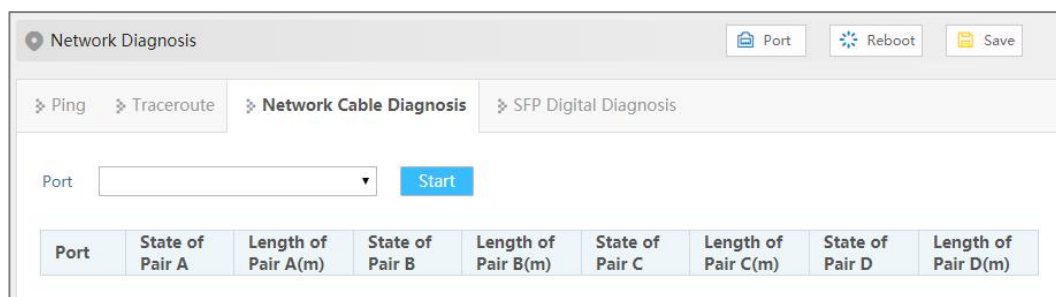 Network Diagnosis Port Reboot Save
Ping Traceroute Network Cable Diagnosis SFP Digital Diagnosis
Port Start
Port State of Pair A Length of Pair A(m) State of Pair B Length of Pair B(m) State of Pair C Length of Pair C(m) State of Pair D Length of Pair D(m)